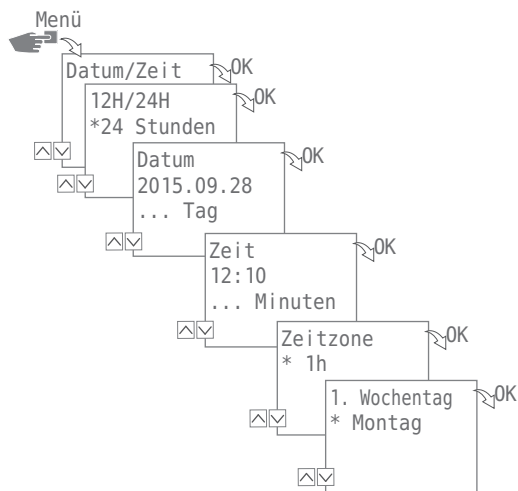 Menü
Datum/Zeit OK
12H/24H OK
*24 Stunden
Datum OK
2015.09.28
... Tag
Zeit OK
12:10
... Minuten
Zeitzone OK
* 1h
1. Wochentag OK
* Montag